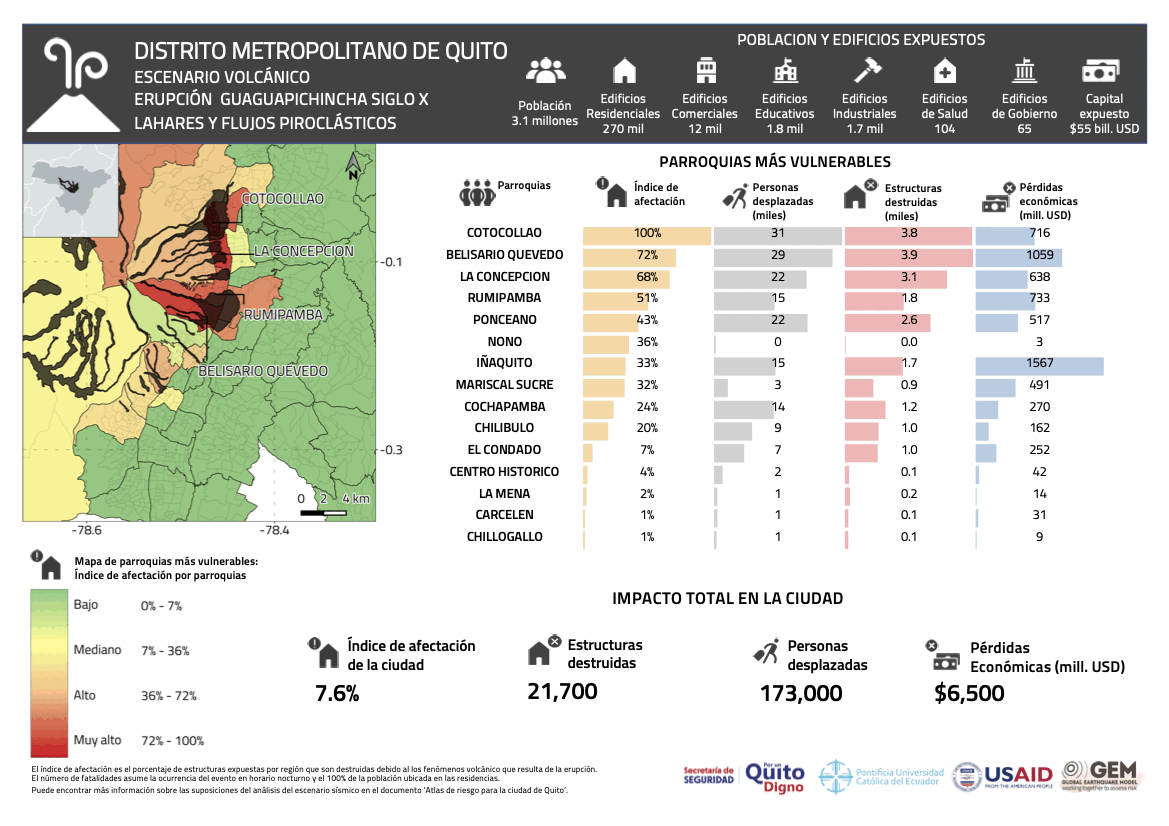 DISTRITO METROPOLITANO DE QUITO
ESCENARIO VOLCÁNICO
ERUPCIÓN GUAGUAPICHINCHA SIGLO X
LAHARES Y FLUJOS PIROCLÁSTICOS
POBLACION Y EDIFICIOS EXPUESTOS
Población
3.1 millones
Edificios
Residenciales
270 mil
Edificios
Comerciales
12 mil
Edificios
Educativos
1.8 mil
Edificios
Industriales
1.7 mil
Edificios
de Salud
104
Edificios
de Gobierno
65
Capital
expuesto
$55 bill. USD
N
COTOCOLLAO
LA CONCEPCION
RUMIPAMBA
BELISARIO QUEVEDO
-0.1
-0.3
0 2 4 km
-78.6
-78.4
PARROQUIAS MÁS VULNERABLES
Parroquias
Índice de
afectación
Personas
desplazadas
(miles)
Estructuras
destruidas
(miles)
Pérdidas
económicas
(mill. USD)
COTOCOLLAO 100% 31 3.8 716
BELISARIO QUEVEDO 72% 29 3.9 1059
LA CONCEPCION 68% 22 3.1 638
RUMIPAMBA 51% 15 1.8 733
PONCEANO 43% 22 2.6 517
NONO 36% 0 0.0 3
IÑAQUITO 33% 15 1.7 1567
MARISCAL SUCRE 32% 3 0.9 491
COCHAPAMBA 24% 14 1.2 270
CHILIBULO 20% 9 1.0 162
EL CONDADO 7% 7 1.0 252
CENTRO HISTORICO 4% 2 0.1 42
LA MENA 2% 1 0.2 14
CARCELEN 1% 1 0.1 31
CHILLOGALLO 1% 1 0.1 9
Mapa de parroquias más vulnerables:
Índice de afectación por parroquias
Bajo 0% - 7%
Mediano 7% - 36%
Alto 36% - 72%
Muy alto 72% - 100%
IMPACTO TOTAL EN LA CIUDAD
Índice de afectación
de la ciudad
7.6%
Estructuras
destruidas
21,700
Personas
desplazadas
173,000
Pérdidas
Económicas (mill. USD)
$6,500
El índice de afectación es el porcentaje de estructuras expuestas por región que son destruidas debido al los fenómenos volcánico que resulta de la erupción.
El número de fatalidades asume la ocurrencia del evento en horario nocturno y el 100% de la población ubicada en las residencias.
Puede encontrar más información sobre las suposiciones del análisis del escenario sísmico en el documento 'Atlas de riesgo para la ciudad de Quito'.
Secretaría de
SEGURIDAD
Por un
Quito
Digno
Pontificia Universidad
Católica del Ecuador
USAID
FROM THE AMERICAN PEOPLE
GEM
GLOBAL EARTHQUAKE MODEL
working together to assess risk